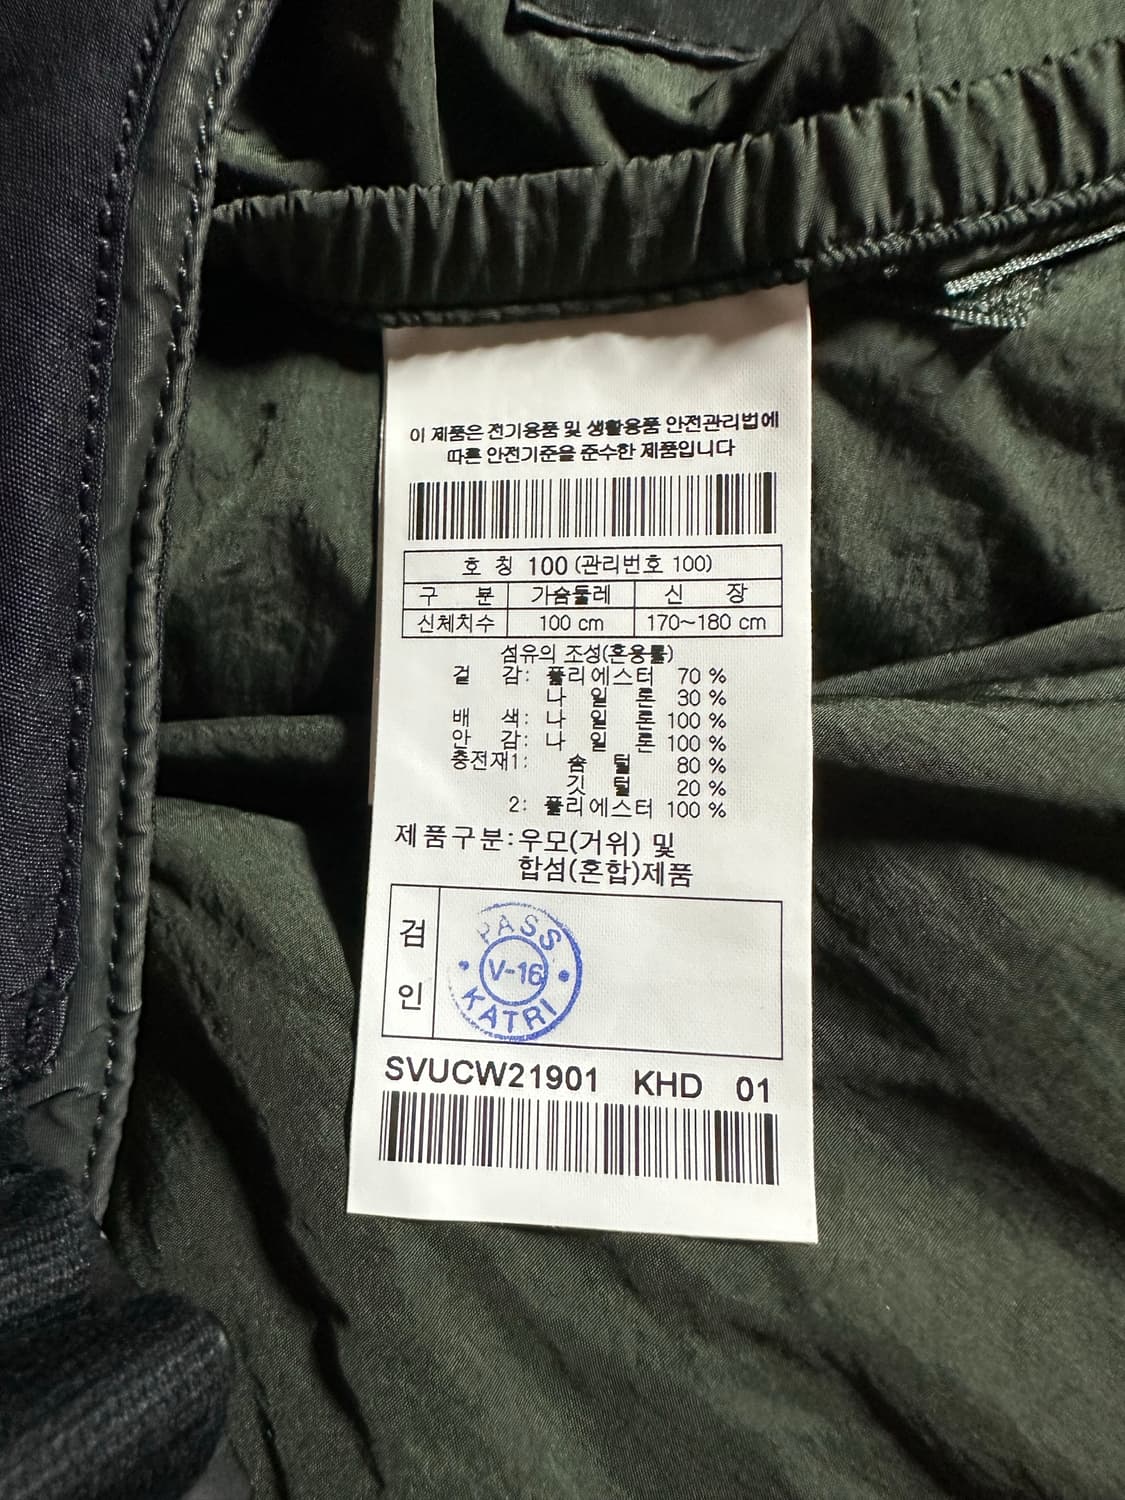 이 제품은 전기용품 및 생활용품 안전관리법에
따른 안전기준을 준수한 제품입니다
호 칭 100 (관리번호 100)
구 분 가슴둘레 신 장
신체치수 100 cm 170~180 cm
섬유의 조성(혼용률)
겉 감: 폴리에스터 70 %
나 일 론 30 %
배 색: 나 일 론 100 %
안 감: 나 일 론 100 %
충전재1: 솜 털 80 %
깃 털 20 %
2: 폴리에스터 100 %
제품구분:우모(거위) 및
합섬(혼합)제품
검
인
PASS
V-16
KATRI
SVUCW21901 KHD 01